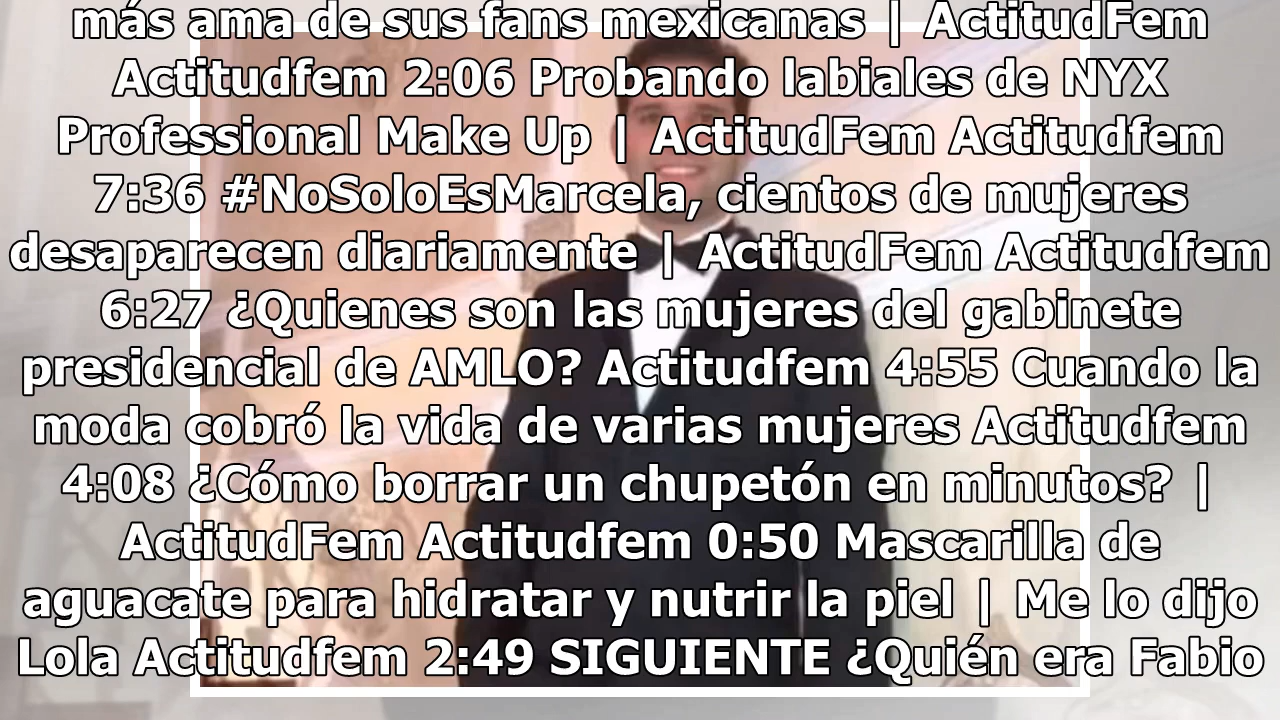 más ama de sus fans mexicanas | ActitudFem
Actitudfem 2:06 Probando labiales de NYX
Professional Make Up | ActitudFem Actitudfem
7:36 #NoSoloEsMarcela, cientos de mujeres
desaparecen diariamente | ActitudFem Actitudfem
6:27 ¿Quienes son las mujeres del gabinete
presidencial de AMLO? Actitudfem 4:55 Cuando la
moda cobró la vida de varias mujeres Actitudfem
4:08 ¿Cómo borrar un chupetón en minutos? |
ActitudFem Actitudfem 0:50 Mascarilla de
aguacate para hidratar y nutrir la piel | Me lo dijo
Lola Actitudfem 2:49 SIGUIENTE ¿Quién era Fabio